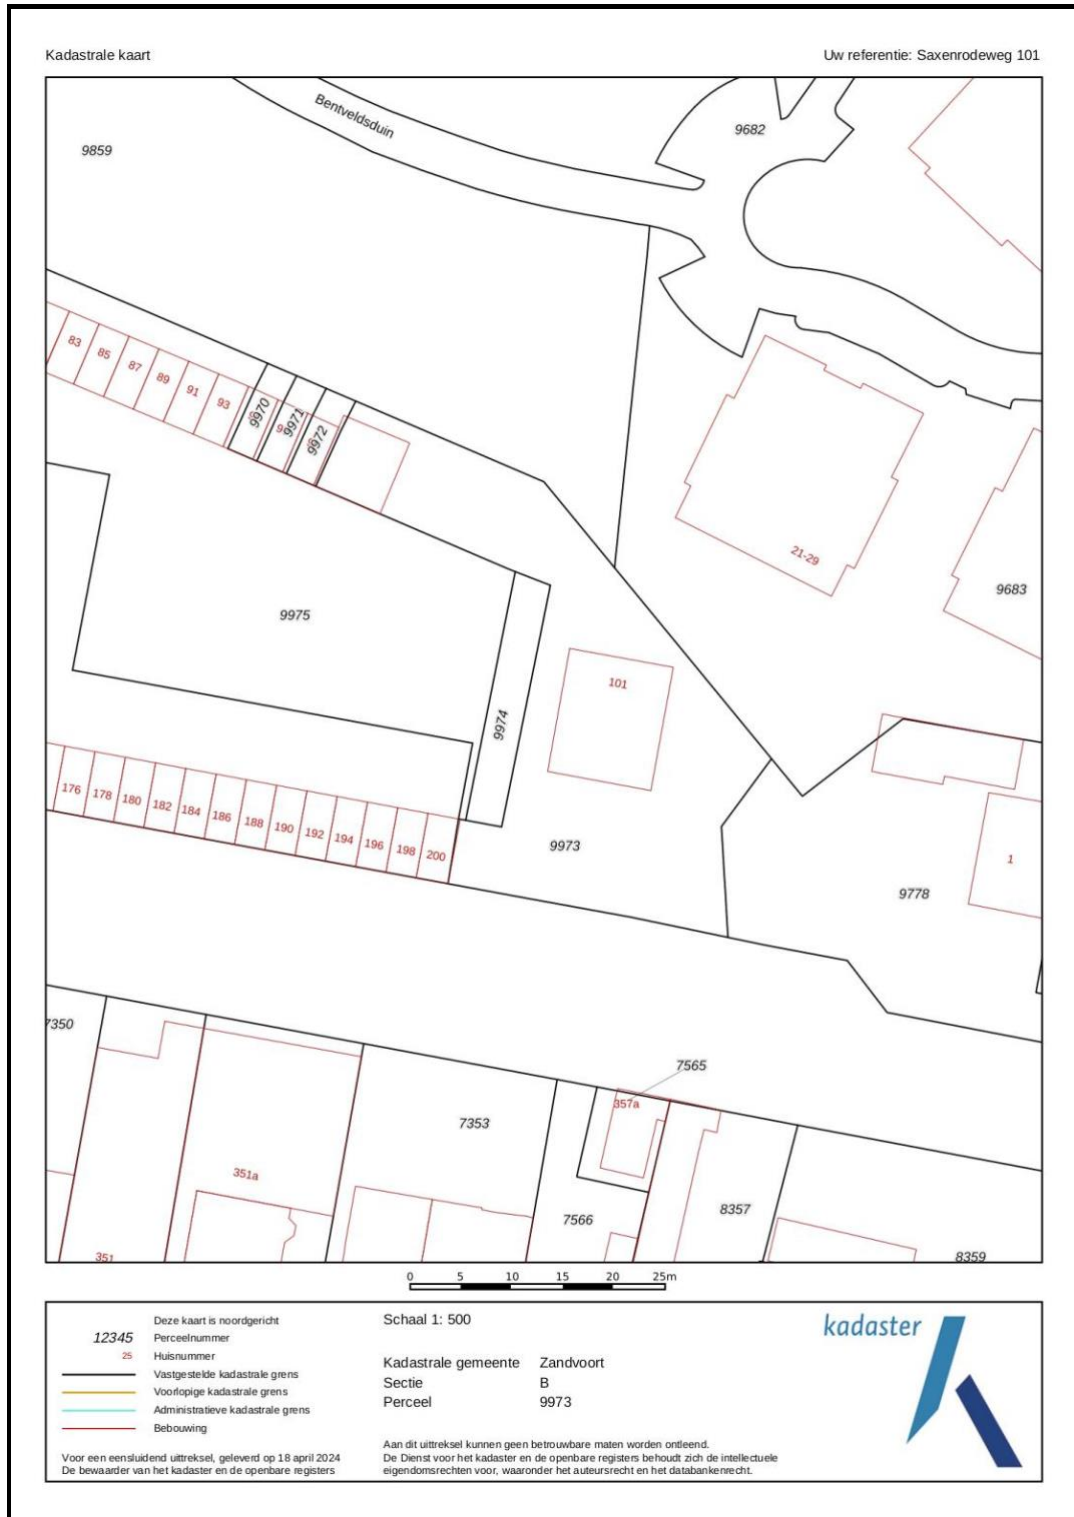 Kadastrale kaart
Uw referentie: Saxenrodeweg 101
Bentveldsduin
9682
9859
83
85
87
89
91
93
9970
9971
9972
21-29
9683
9975
101
9974
176
178
180
182
184
186
188
190
192
194
196
198
200
9973
1
9778
7350
7565
357a
7353
351a
7566
8357
351
8359
0 5 10 15 20 25m
Deze kaart is noordgericht
12345 Perceelnummer
25 Huisnummer
Vastgestelde kadastrale grens
Voorlopige kadastrale grens
Administratieve kadastrale grens
Bebouwing
Voor een eensluidend uittreksel, geleverd op 18 april 2024
De bewaarder van het kadaster en de openbare registers
Schaal 1: 500
Kadastrale gemeente Zandvoort
Sectie B
Perceel 9973
Aan dit uittreksel kunnen geen betrouwbare maten worden ontleend.
De Dienst voor het kadaster en de openbare registers behoudt zich de intellectuele
eigendomsrechten voor, waaronder het auteursrecht en het databankenrecht.
kadaster